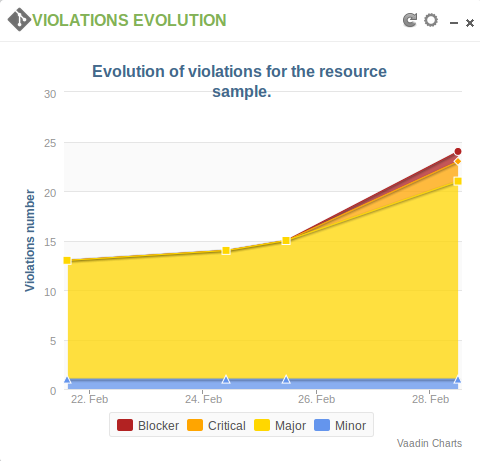 VIOLATIONS EVOLUTION
Evolution of violations for the resource
sample.
Violations number
30
25
20
15
10
5
0
22. Feb
24. Feb
26. Feb
28. Feb
Blocker
Critical
Major
Minor
Vaadin Charts